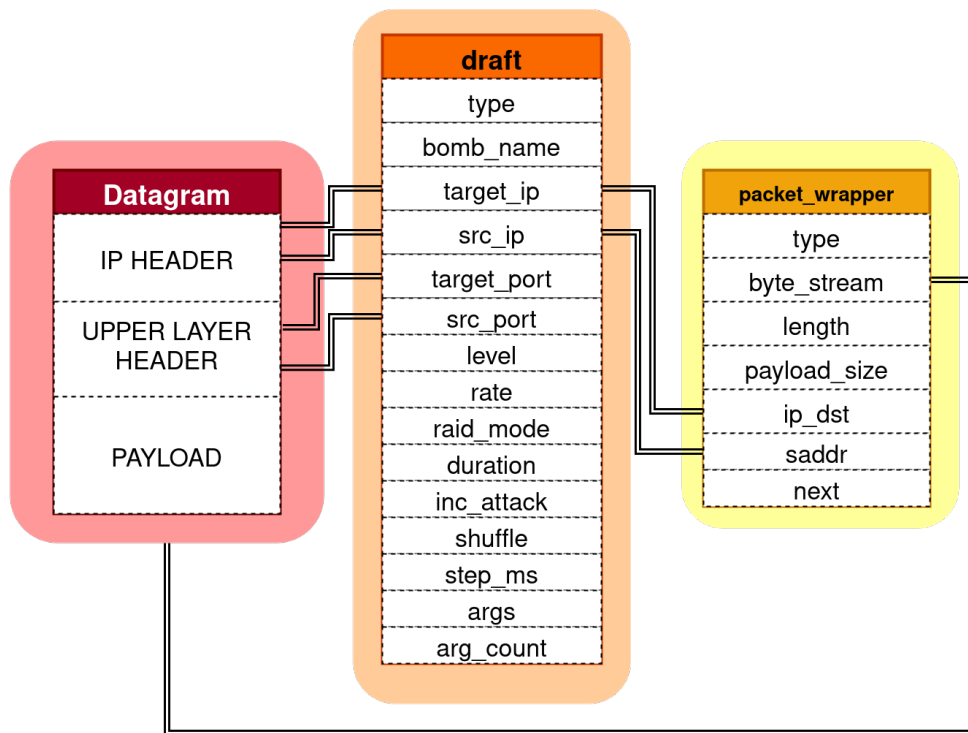 Datagram
IP HEADER
UPPER LAYER
HEADER
PAYLOAD
draft
type
bomb_name
target_ip
src_ip
target_port
src_port
level
rate
raid_mode
duration
inc_attack
shuffle
step_ms
args
arg_count
packet_wrapper
type
byte_stream
length
payload_size
ip_dst
saddr
next